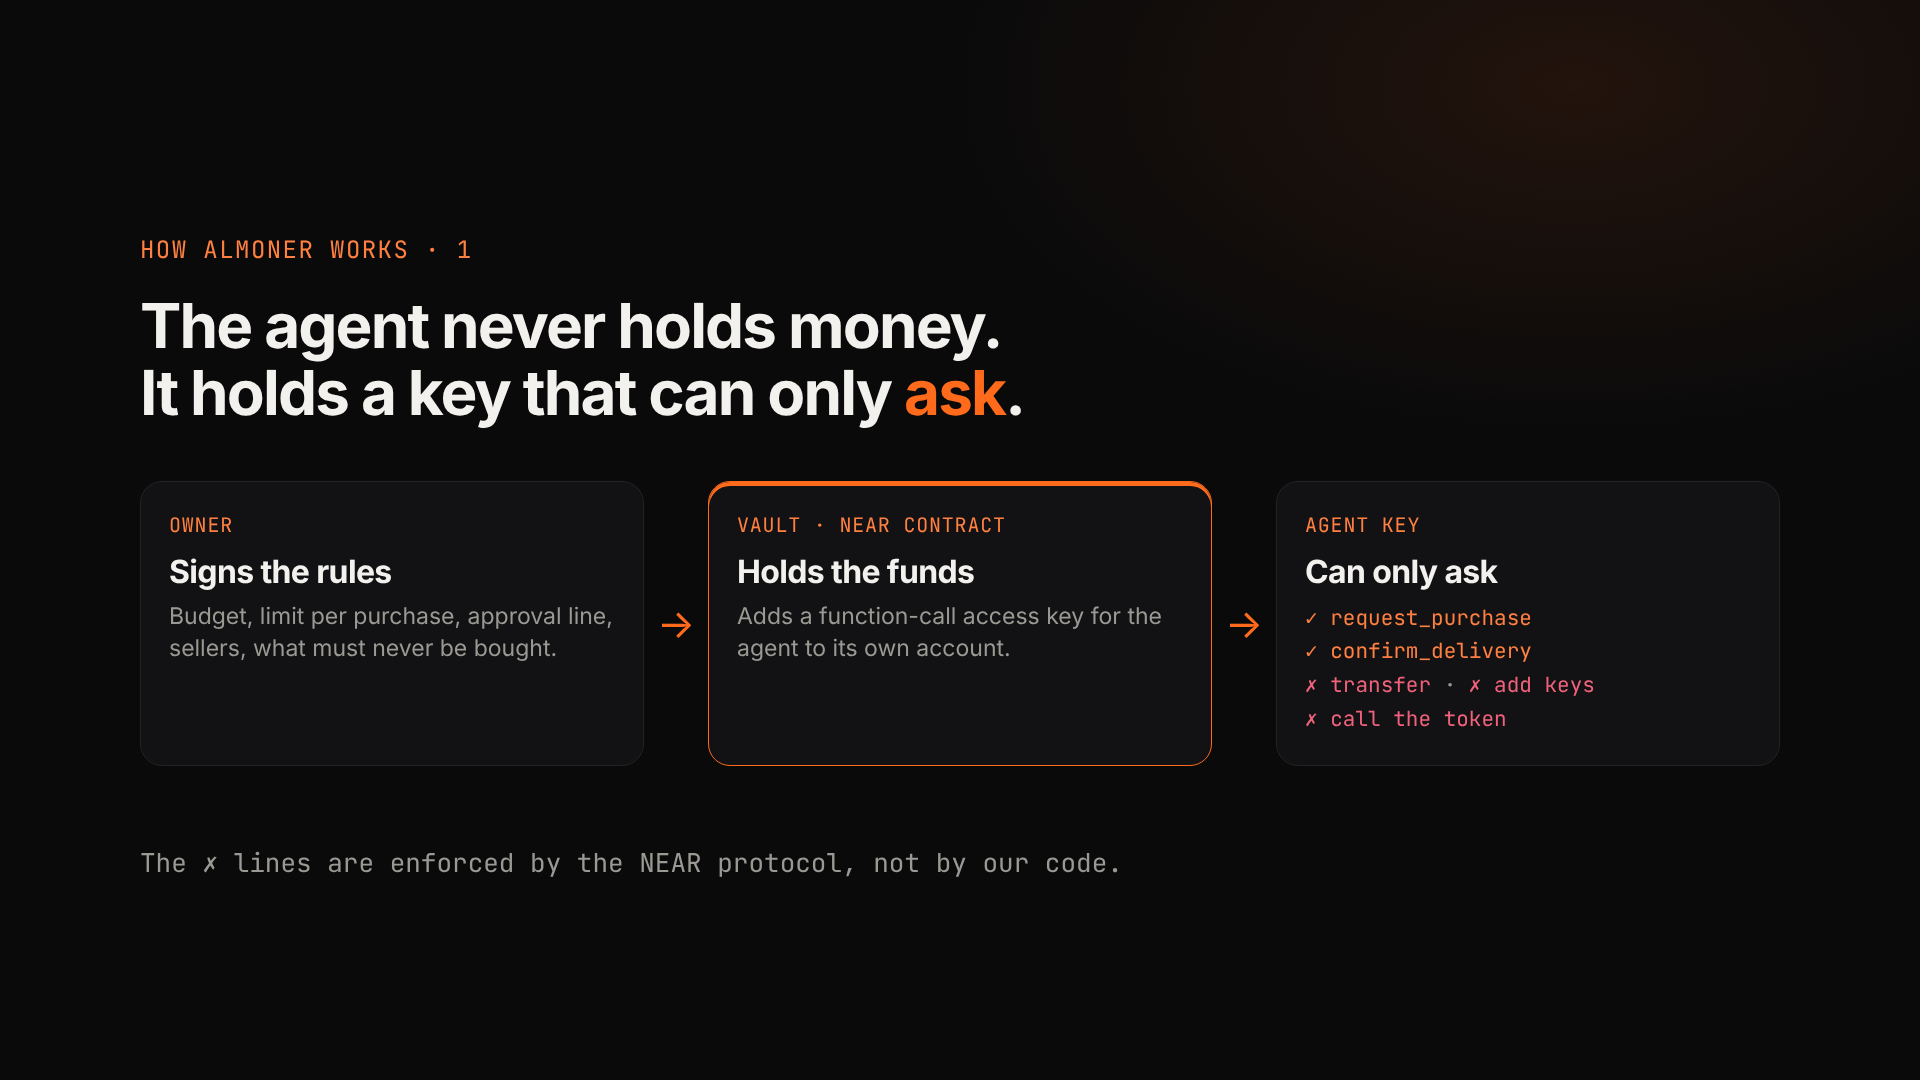 HOW ALMONER WORKS · 1
The agent never holds money.
It holds a key that can only ask.
OWNER
Signs the rules
Budget, limit per purchase, approval line,
sellers, what must never be bought.
→
VAULT · NEAR CONTRACT
Holds the funds
Adds a function-call access key for the
agent to its own account.
→
AGENT KEY
Can only ask
✓ request_purchase
✓ confirm_delivery
✗ transfer · ✗ add keys
✗ call the token
The ✗ lines are enforced by the NEAR protocol, not by our code.